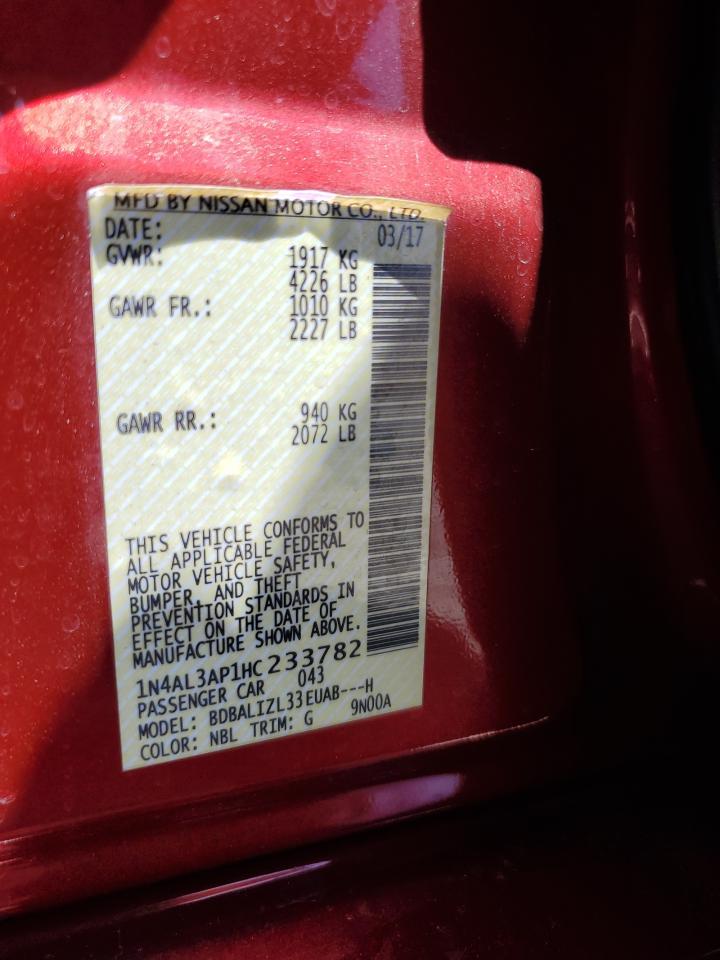 MFD BY NISSAN MOTOR CO., LTD.
DATE: 03/17
GVWR: 1917 KG
4226 LB
GAWR FR.: 1010 KG
2227 LB
GAWR RR.: 940 KG
2072 LB
THIS VEHICLE CONFORMS TO
ALL APPLICABLE FEDERAL
MOTOR VEHICLE SAFETY,
BUMPER, AND THEFT
PREVENTION STANDARDS IN
EFFECT ON THE DATE OF
MANUFACTURE SHOWN ABOVE.
1N4AL3AP1HC233782
PASSENGER CAR 043
MODEL: BDBALIZL33EUAB---H
COLOR: NBL TRIM: G 9N00A